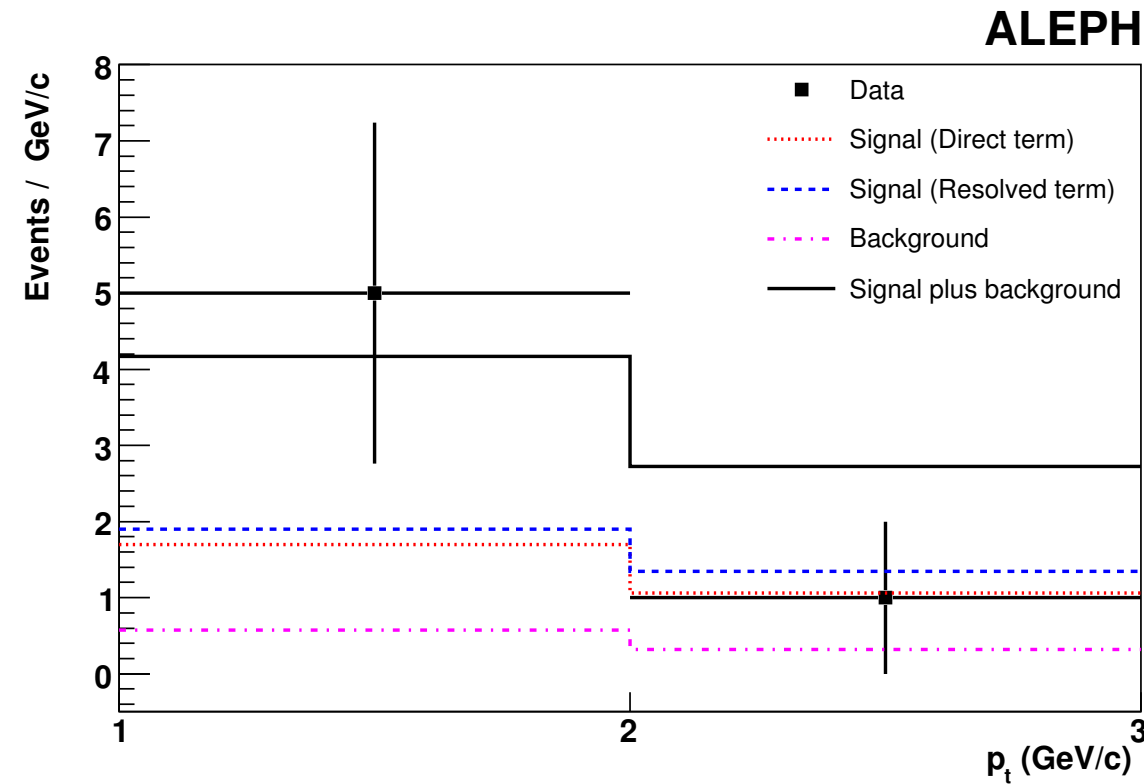 ALEPH
Events / GeV/c
8
7
6
5
4
3
2
1
0
Data
Signal (Direct term)
Signal (Resolved term)
Background
Signal plus background
1
2
3
p_t (GeV/c)